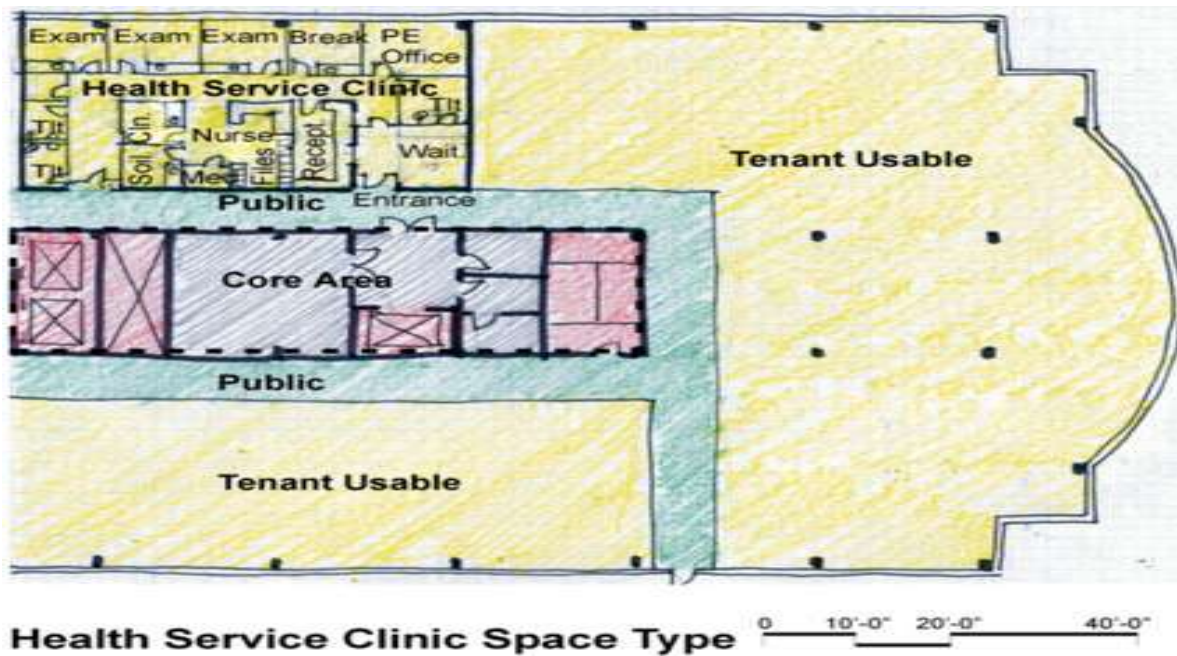 Exam Exam Exam Break PE
Office
Health Service Clinic
Tlt
Tlt
Tlt
Soil
Cln.
Nurse
Med
Files
Recept
Wait
Tenant Usable
Public
Entrance
Core Area
Public
Tenant Usable
Health Service Clinic Space Type
0 10'-0" 20'-0" 40'-0"